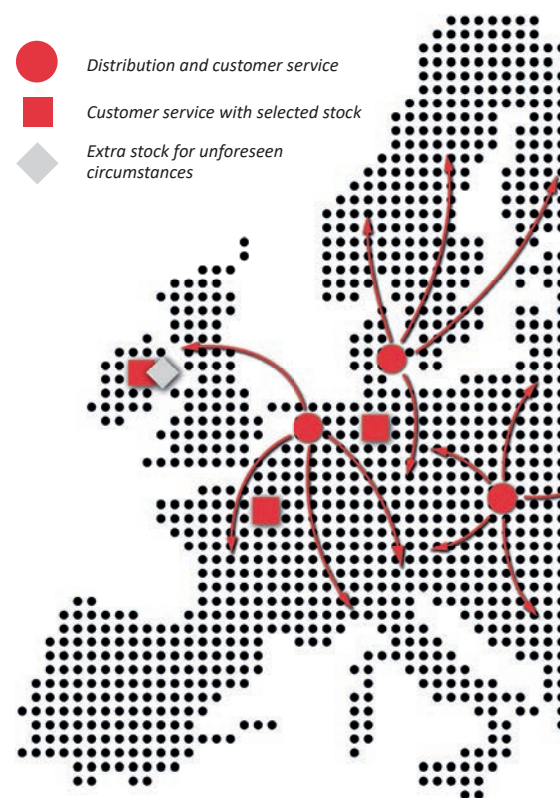 Distribution and customer service
Customer service with selected stock
Extra stock for unforeseen
circumstances